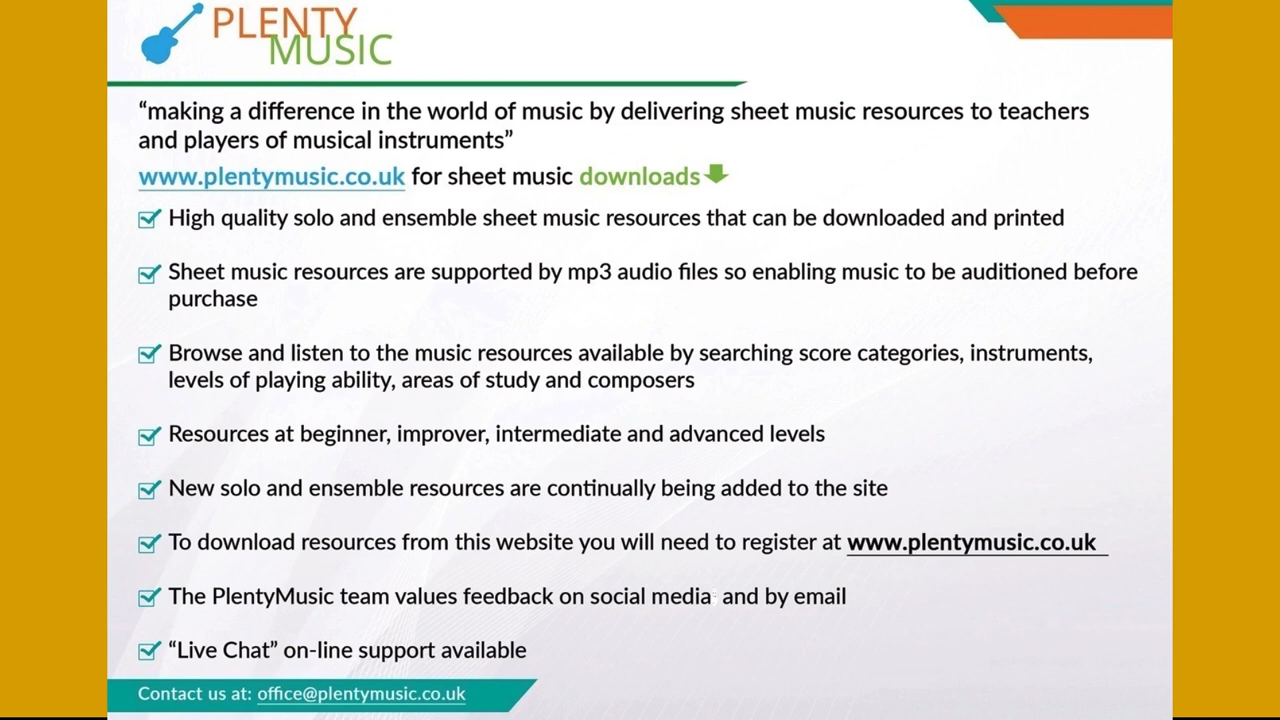 PLENTY
MUSIC
“making a difference in the world of music by delivering sheet music resources to teachers
and players of musical instruments”
www.plentymusic.co.uk for sheet music downloads
High quality solo and ensemble sheet music resources that can be downloaded and printed
Sheet music resources are supported by mp3 audio files so enabling music to be auditioned before
purchase
Browse and listen to the music resources available by searching score categories, instruments,
levels of playing ability, areas of study and composers
Resources at beginner, improver, intermediate and advanced levels
New solo and ensemble resources are continually being added to the site
To download resources from this website you will need to register at www.plentymusic.co.uk
The PlentyMusic team values feedback on social media and by email
“Live Chat” on-line support available
Contact us at: office@plentymusic.co.uk